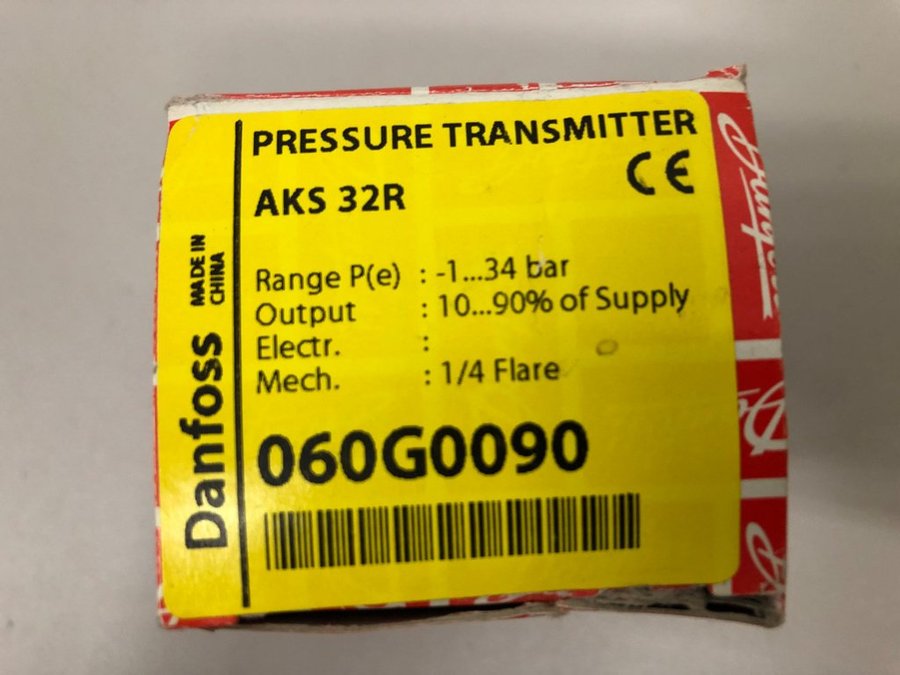 PRESSURE TRANSMITTER
CE
AKS 32R
Range P(e) : -1...34 bar
Output : 10...90% of Supply
Electr. :
Mech. : 1/4 Flare
060G0090
MADE IN
CHINA
Danfoss
Danfoss